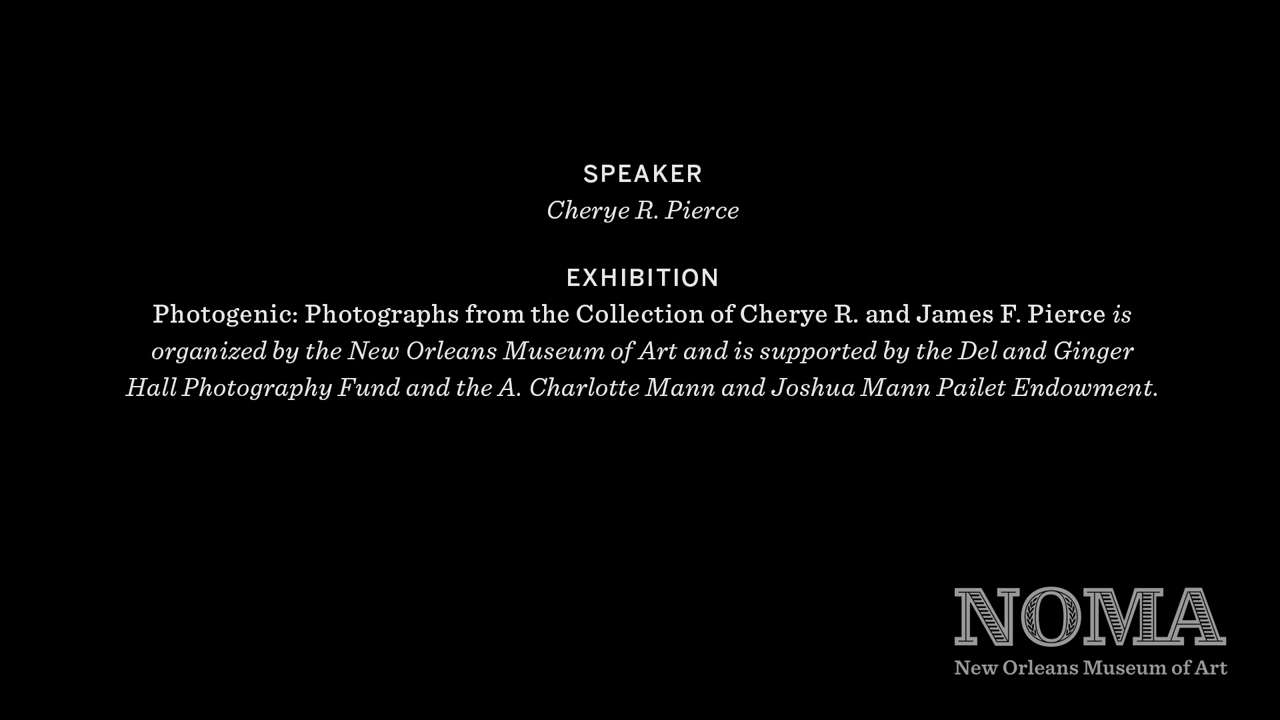 SPEAKER
Cherye R. Pierce
EXHIBITION
Photogenic: Photographs from the Collection of Cherye R. and James F. Pierce is
organized by the New Orleans Museum of Art and is supported by the Del and Ginger
Hall Photography Fund and the A. Charlotte Mann and Joshua Mann Pailet Endowment.
NOMA
New Orleans Museum of Art